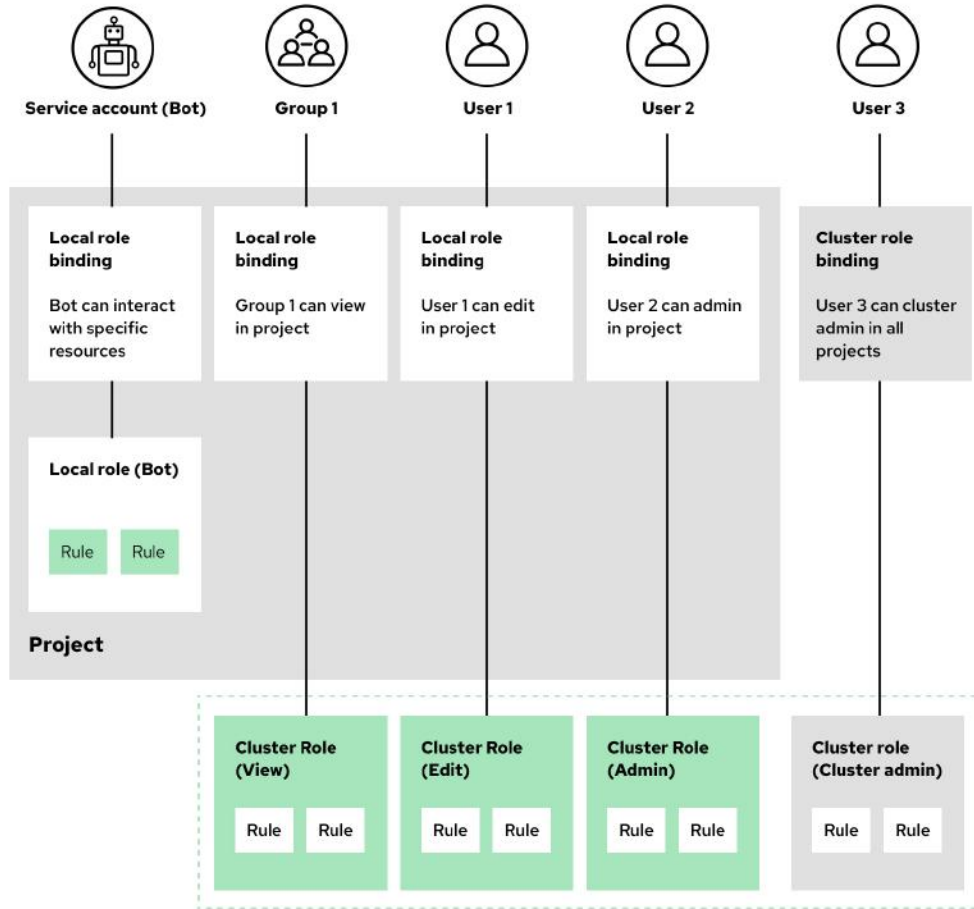 Service account (Bot)
Group 1
User 1
User 2
User 3
Local role
binding
Bot can interact
with specific
resources
Local role
binding
Group 1 can view
in project
Local role
binding
User 1 can edit
in project
Local role
binding
User 2 can admin
in project
Cluster role
binding
User 3 can cluster
admin in all
projects
Local role (Bot)
Rule
Rule
Project
Cluster Role
(View)
Rule
Rule
Cluster Role
(Edit)
Rule
Rule
Cluster Role
(Admin)
Rule
Rule
Cluster role
(Cluster admin)
Rule
Rule